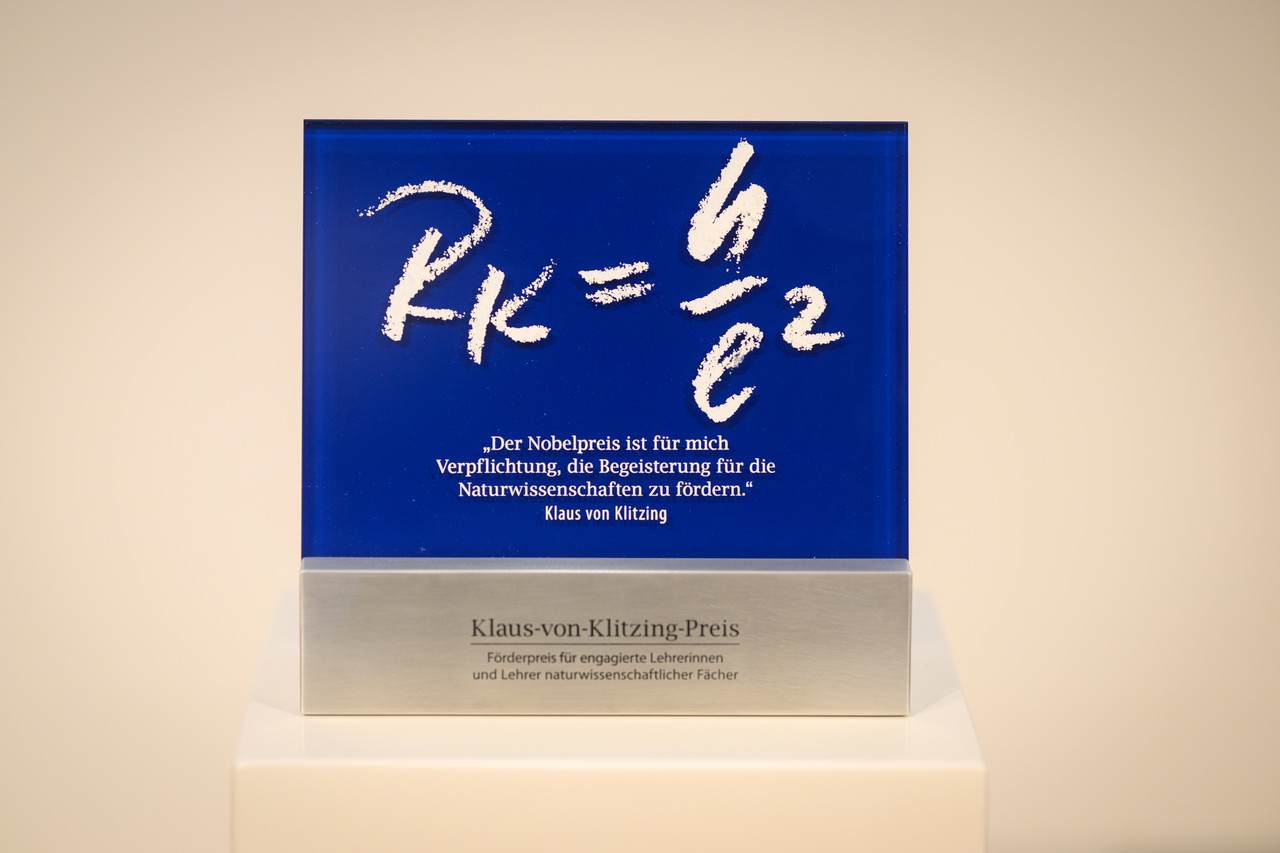 R_K = h/e²
„Der Nobelpreis ist für mich
Verpflichtung, die Begeisterung für die
Naturwissenschaften zu fördern.“
Klaus von Klitzing
Klaus-von-Klitzing-Preis
Förderpreis für engagierte Lehrerinnen
und Lehrer naturwissenschaftlicher Fächer